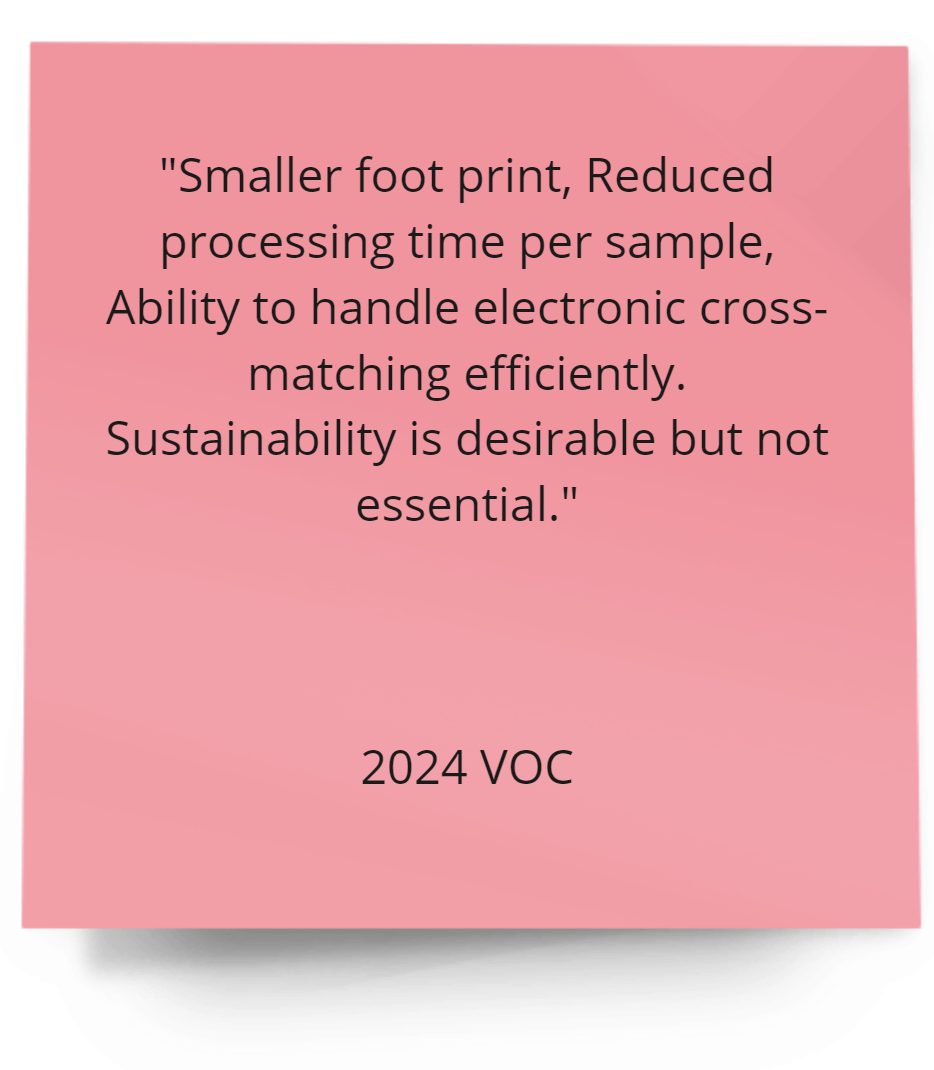 "Smaller foot print, Reduced
processing time per sample,
Ability to handle electronic cross-
matching efficiently.
Sustainability is desirable but not
essential."
2024 VOC